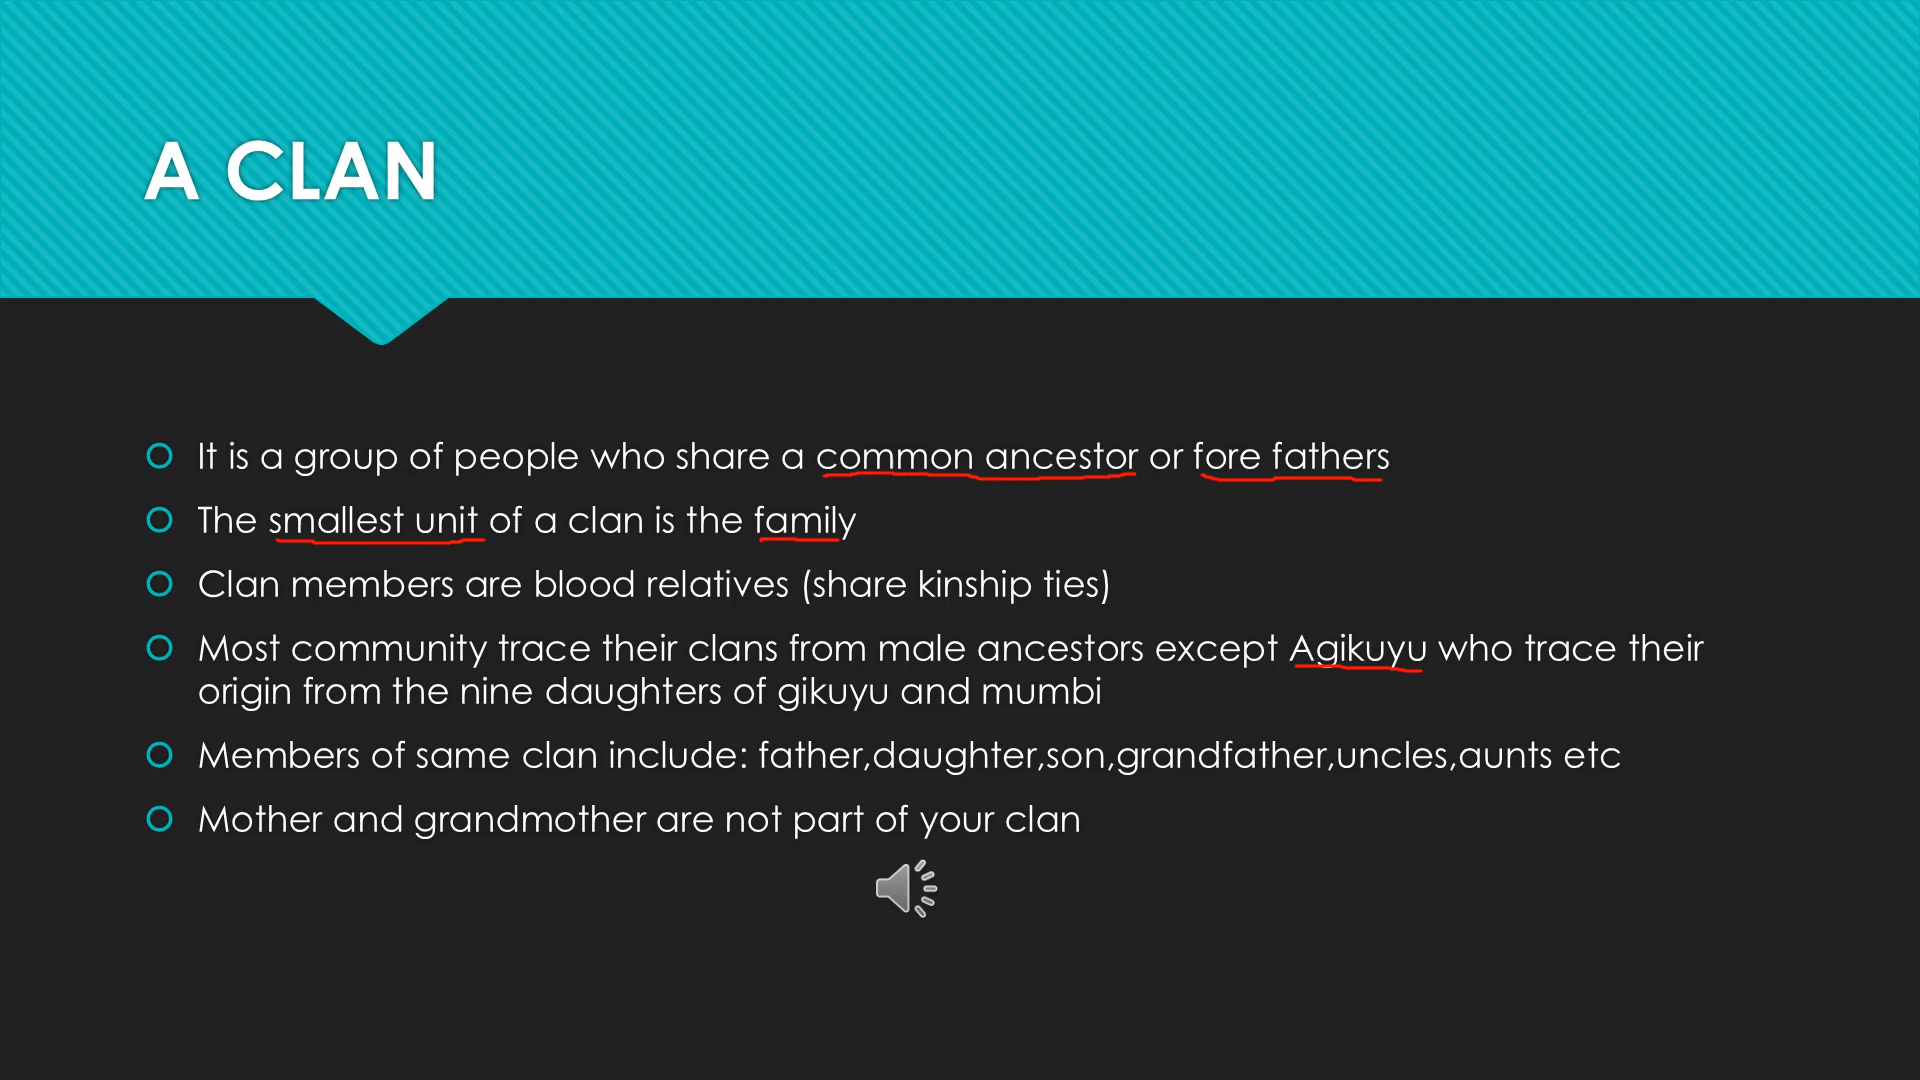 A CLAN
It is a group of people who share a common ancestor or fore fathers
The smallest unit of a clan is the family
Clan members are blood relatives (share kinship ties)
Most community trace their clans from male ancestors except Agikuyu who trace their
origin from the nine daughters of gikuyu and mumbi
Members of same clan include: father,daughter,son,grandfather,uncles,aunts etc
Mother and grandmother are not part of your clan